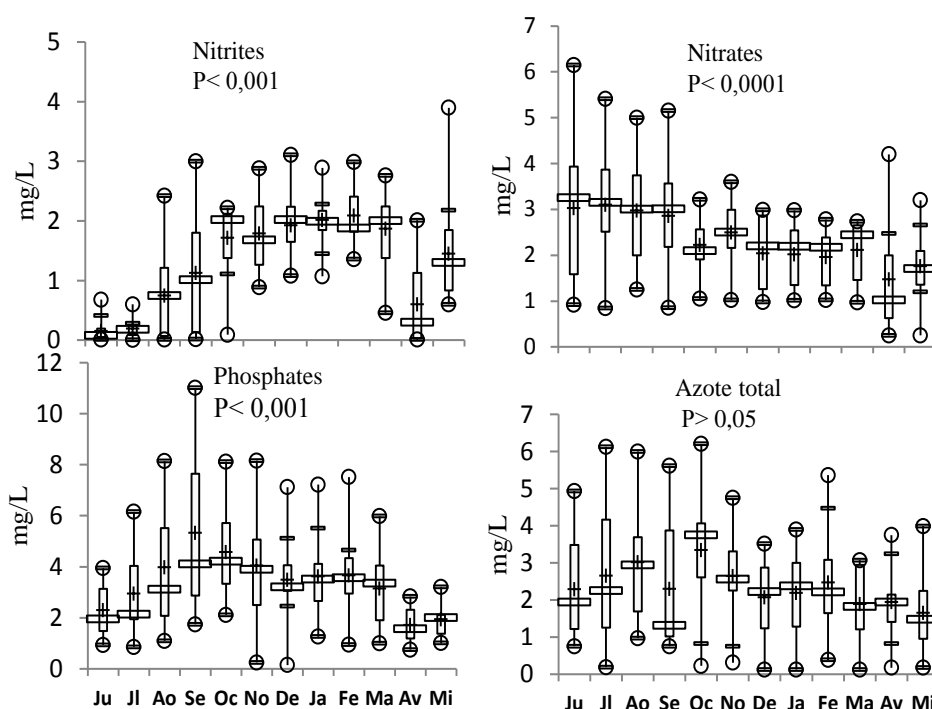 Nitrites
P< 0,001
mg/L
5
4
3
2
1
0
Nitrates
P< 0,0001
mg/L
7
6
5
4
3
2
1
0
Phosphates
P< 0,001
mg/L
12
10
8
6
4
2
0
Ju Jl Ao Se Oc No De Ja Fe Ma Av Mi
Azote total
P> 0,05
mg/L
7
6
5
4
3
2
1
0
Ju Jl Ao Se Oc No De Ja Fe Ma Av Mi